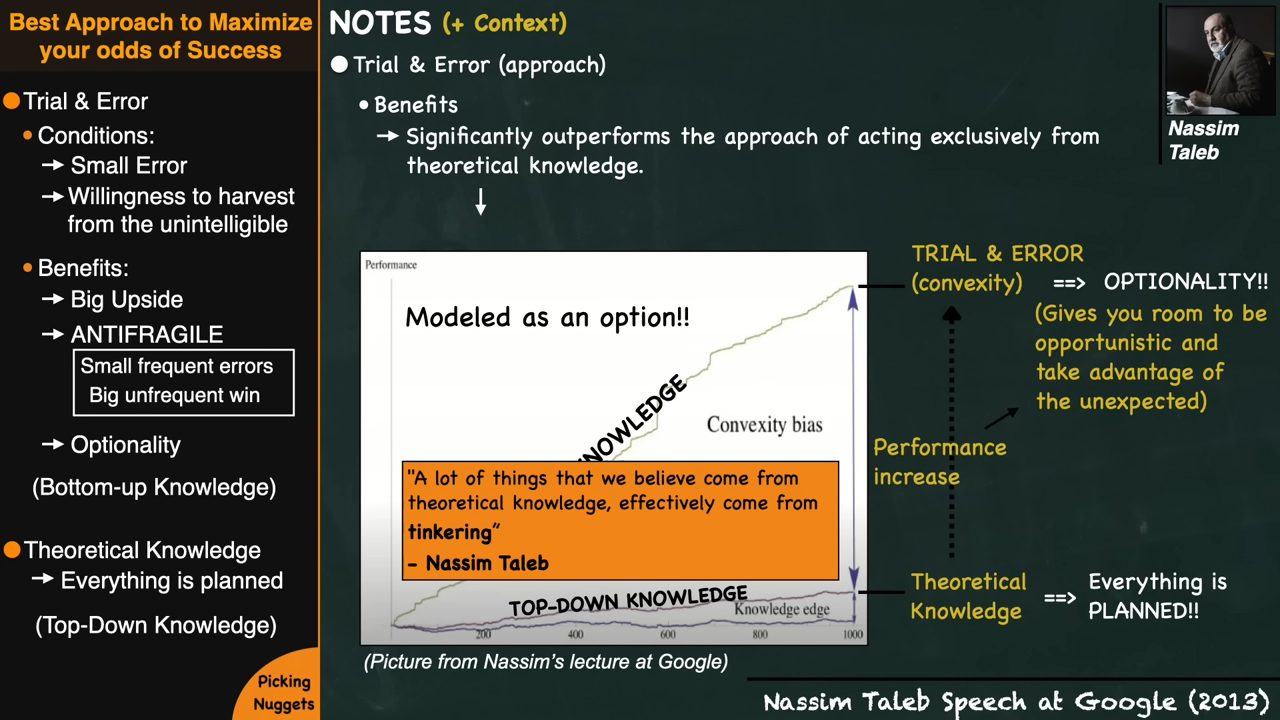 Best Approach to Maximize
your odds of Success
Trial & Error
Conditions:
Small Error
Willingness to harvest
from the unintelligible
Benefits:
Big Upside
ANTIFRAGILE
Small frequent errors
Big unfrequent win
Optionality
(Bottom-up Knowledge)
Theoretical Knowledge
Everything is planned
(Top-Down Knowledge)
Picking
Nuggets
NOTES (+ Context)
Trial & Error (approach)
Benefits
Significantly outperforms the approach of acting exclusively from
theoretical knowledge.
Nassim
Taleb
Performance
Modeled as an option!!
KNOWLEDGE
Convexity bias
"A lot of things that we believe come from
theoretical knowledge, effectively come from
tinkering"
- Nassim Taleb
TOP-DOWN KNOWLEDGE
Knowledge edge
200 400 600 800 1000
(Picture from Nassim's lecture at Google)
TRIAL & ERROR
(convexity) ==> OPTIONALITY!!
(Gives you room to be
opportunistic and
take advantage of
the unexpected)
Performance
increase
Theoretical
Knowledge ==> Everything is
PLANNED!!
Nassim Taleb Speech at Google (2013)